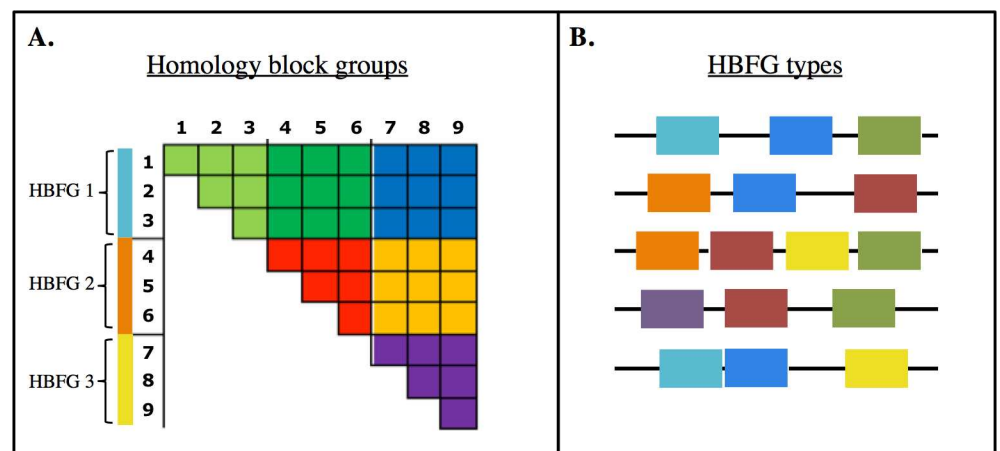 A.
Homology block groups
1 2 3 4 5 6 7 8 9
HBFG 1
1
2
3
HBFG 2
4
5
6
HBFG 3
7
8
9
B.
HBFG types